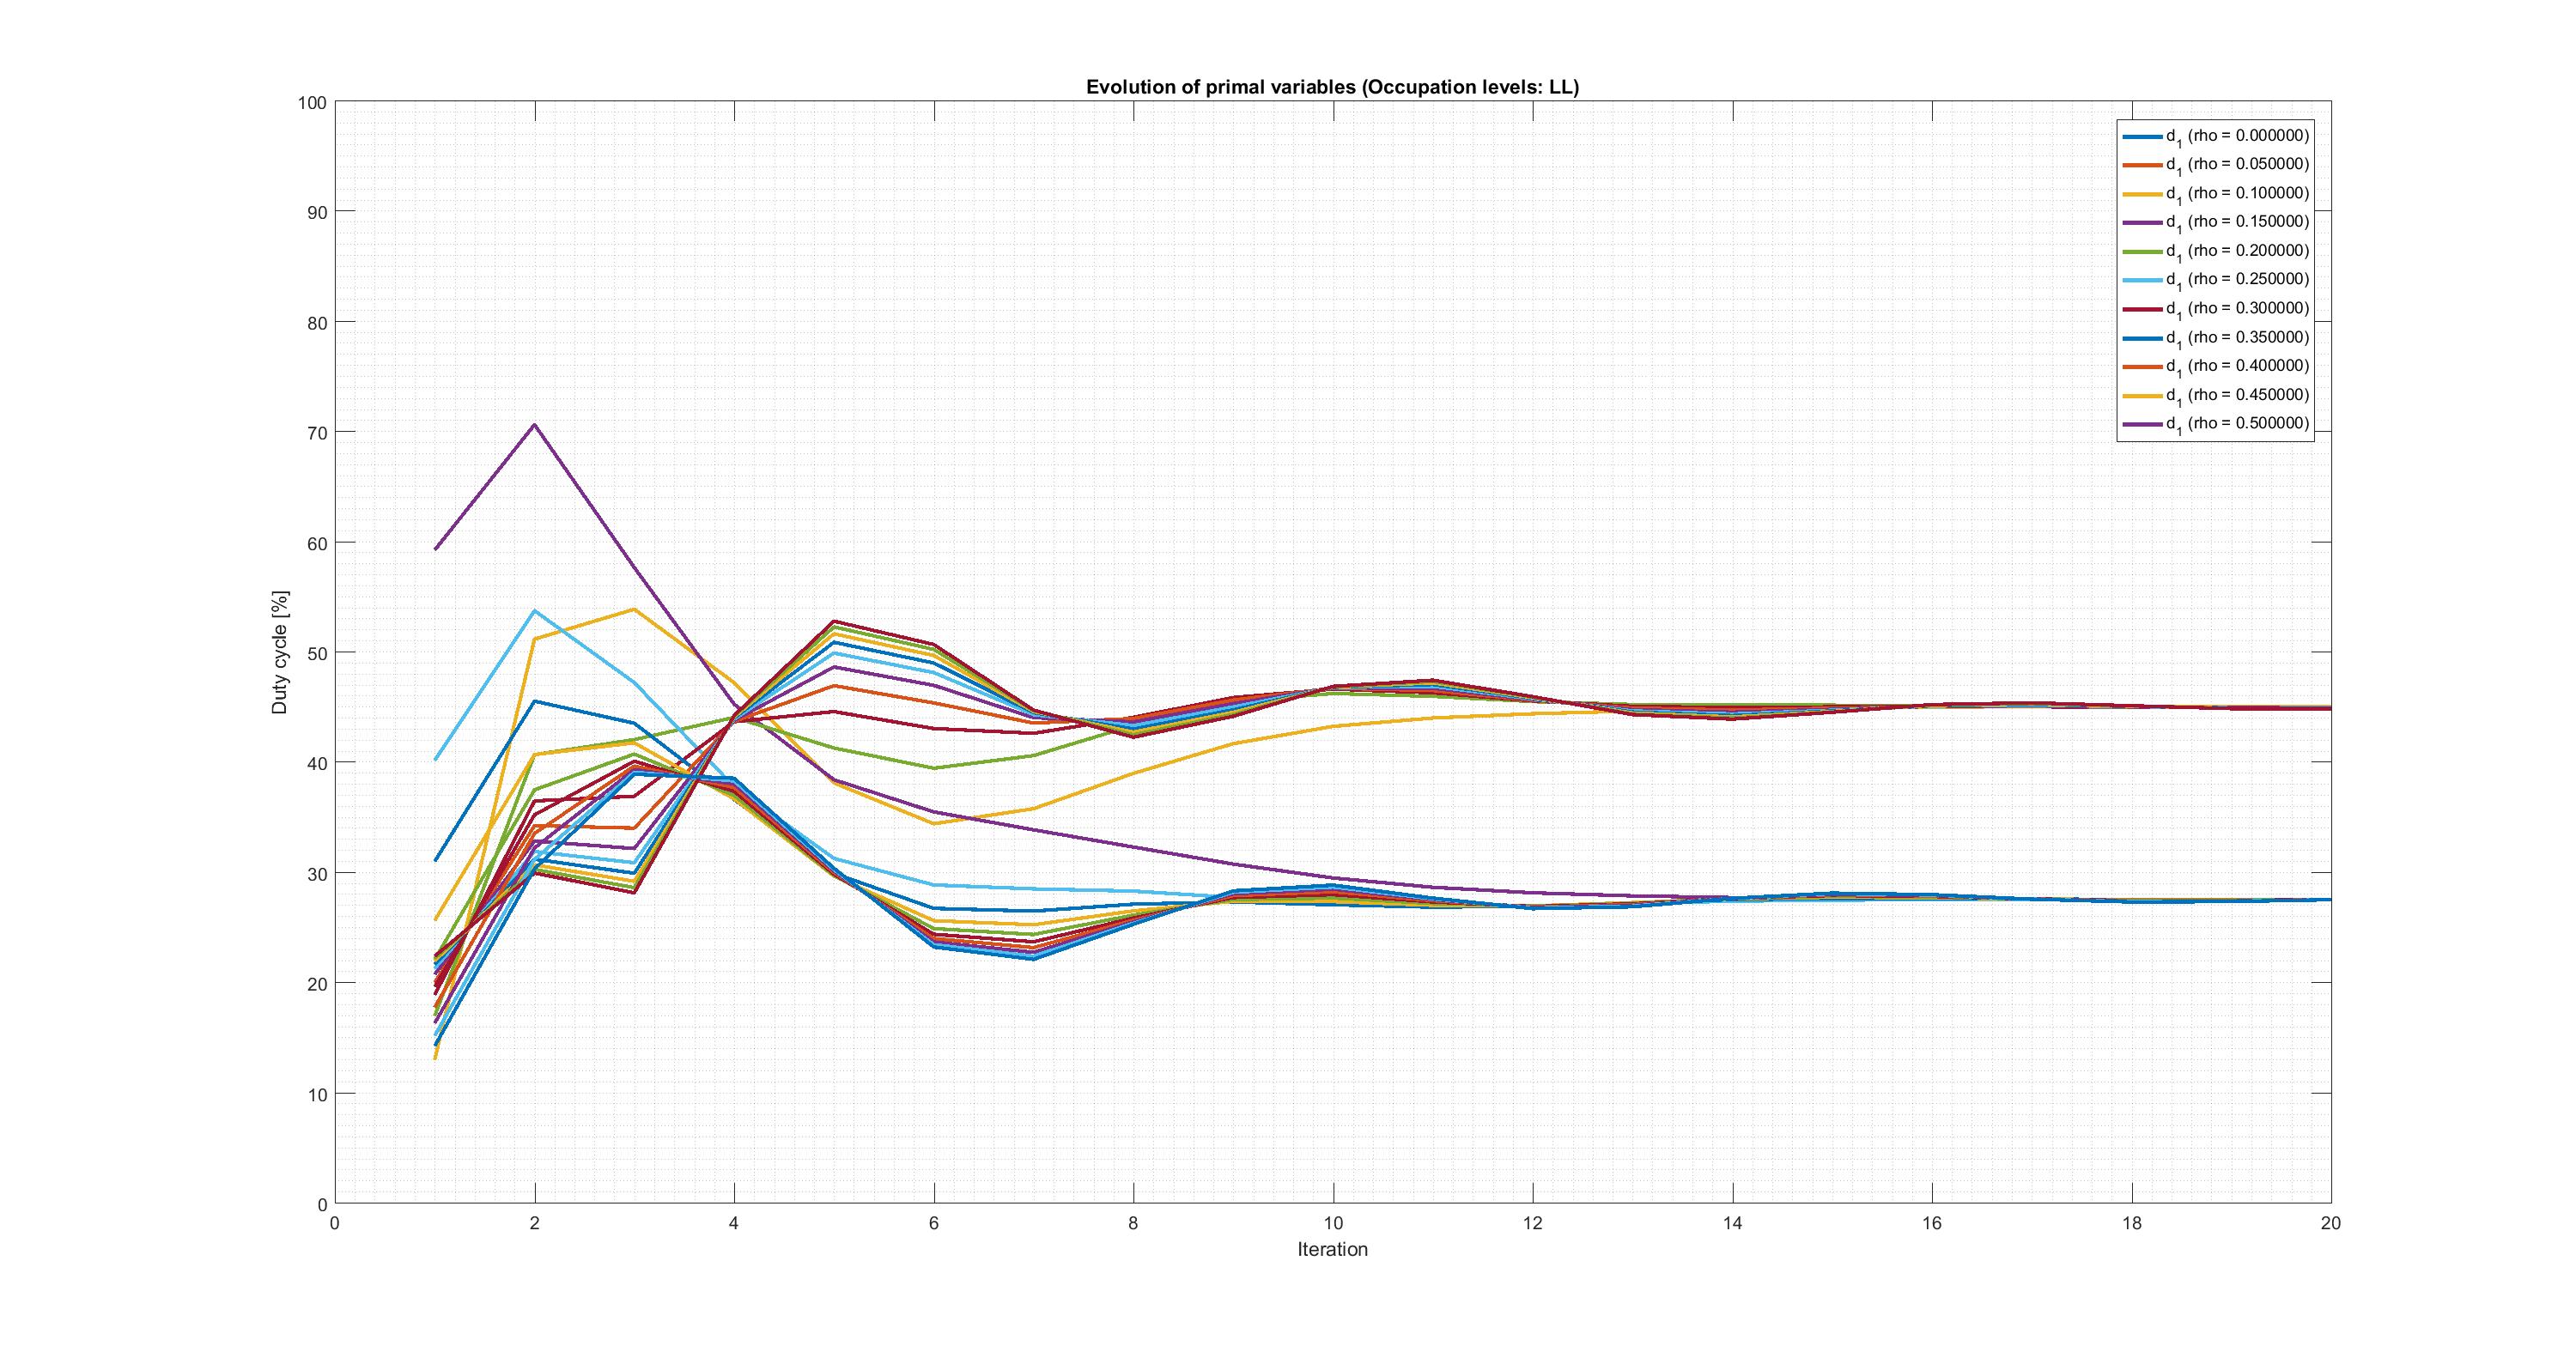 Evolution of primal variables (Occupation levels: LL)
100
90
80
70
60
50
40
30
20
10
0
Duty cycle [%]
d1 (rho = 0.000000)
d1 (rho = 0.050000)
d1 (rho = 0.100000)
d1 (rho = 0.150000)
d1 (rho = 0.200000)
d1 (rho = 0.250000)
d1 (rho = 0.300000)
d1 (rho = 0.350000)
d1 (rho = 0.400000)
d1 (rho = 0.450000)
d1 (rho = 0.500000)
0 2 4 6 8 10 12 14 16 18 20
Iteration